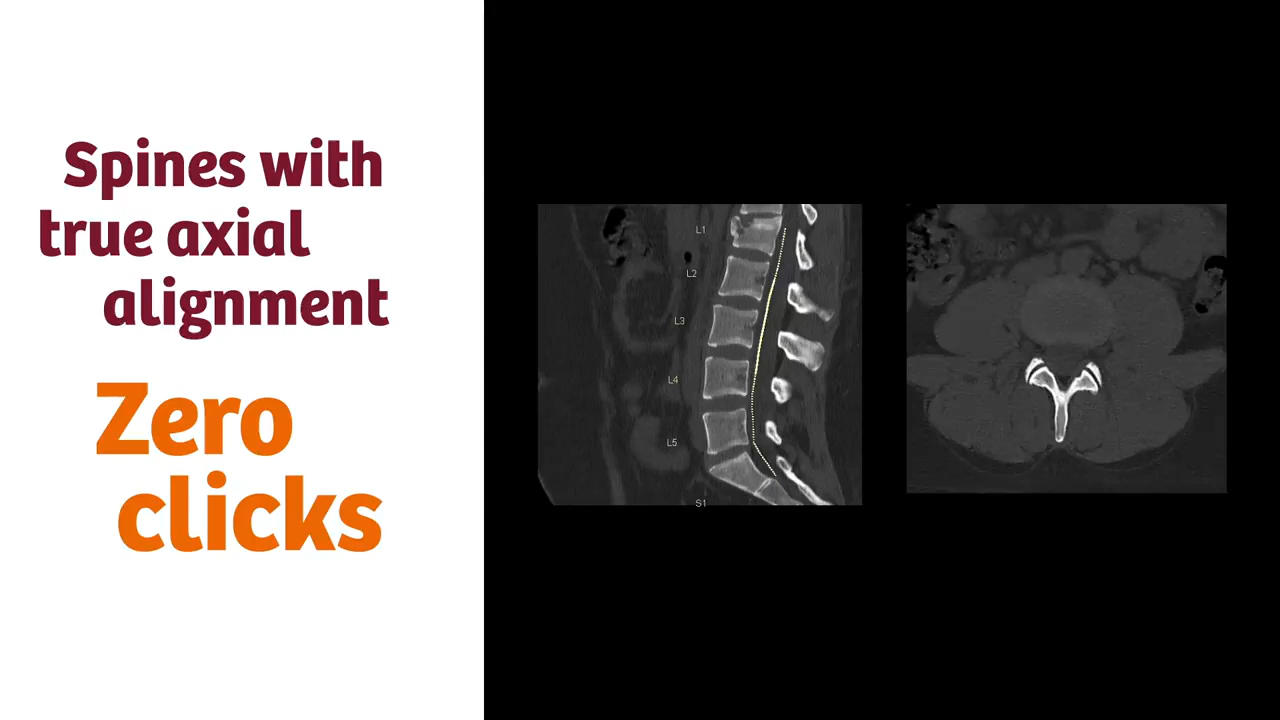 Spines with
true axial
alignment
Zero
clicks
L1
L2
L3
L4
L5
S1